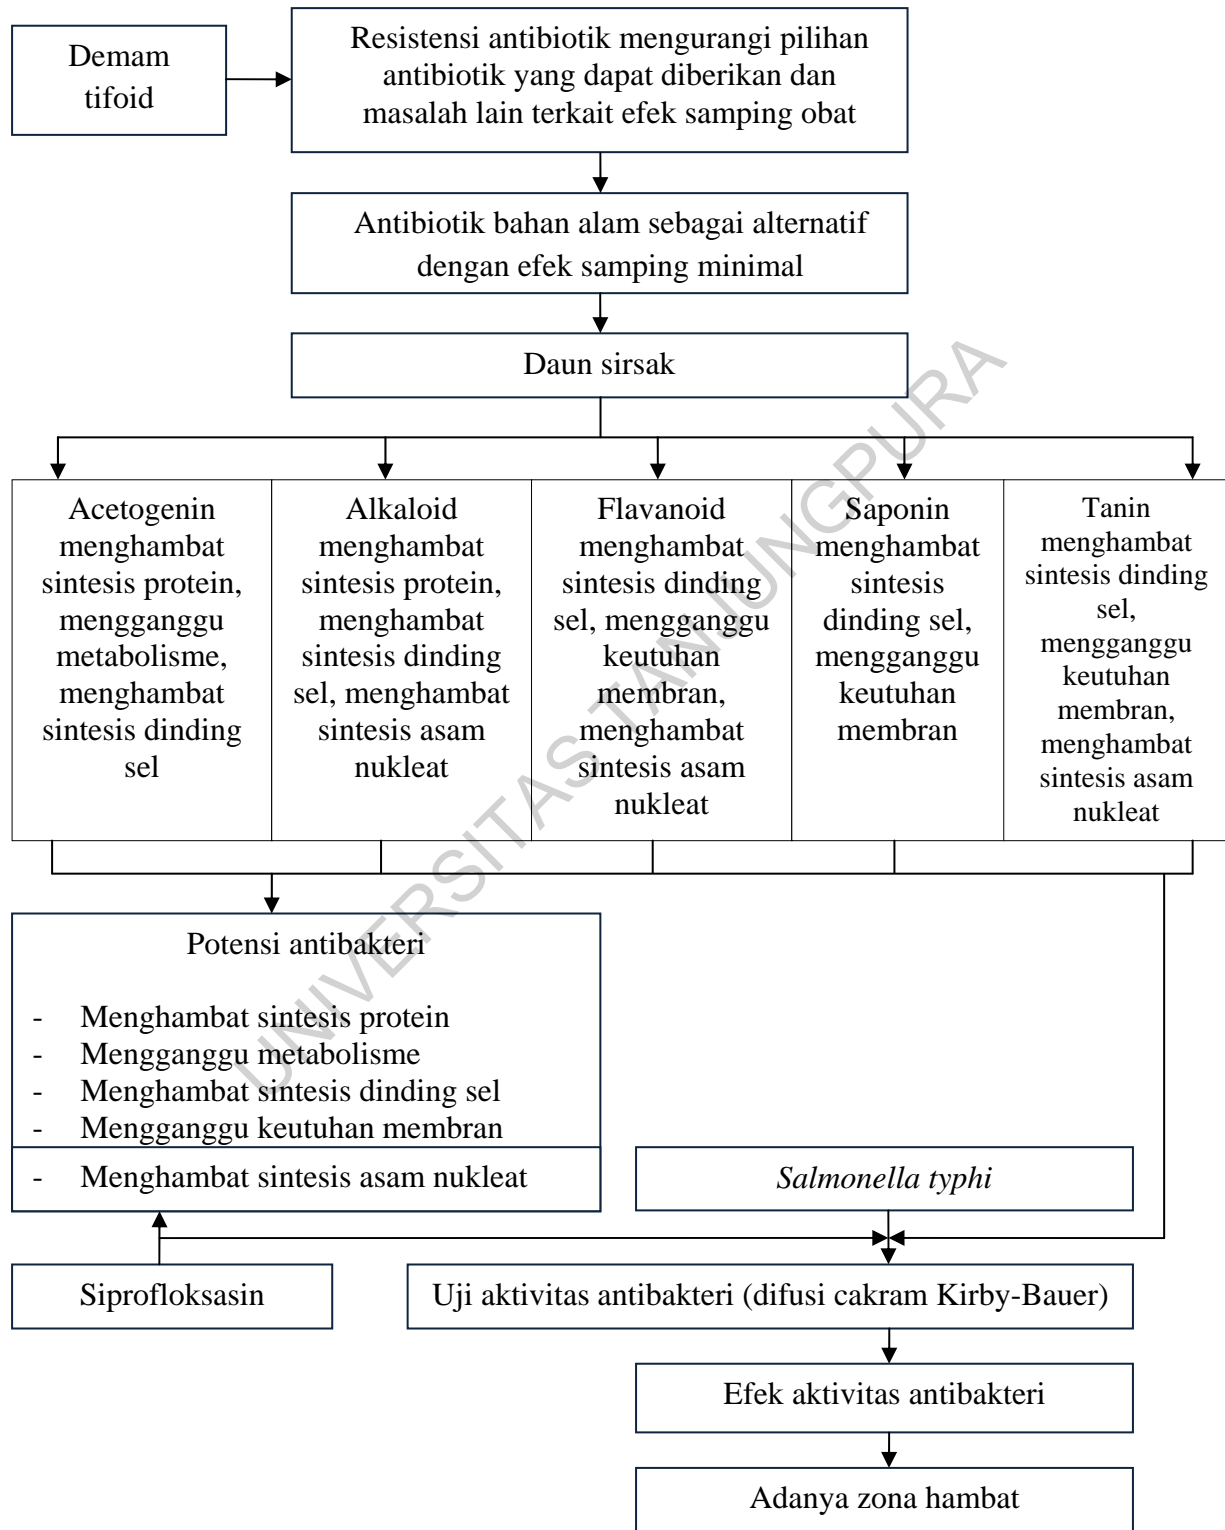 Demam
tifoid
Resistensi antibiotik mengurangi pilihan
antibiotik yang dapat diberikan dan
masalah lain terkait efek samping obat
Antibiotik bahan alam sebagai alternatif
dengan efek samping minimal
Daun sirsak
Acetogenin
menghambat
sintesis protein,
mengganggu
metabolisme,
menghambat
sintesis dinding
sel
Alkaloid
menghambat
sintesis protein,
menghambat
sintesis dinding
sel, menghambat
sintesis asam
nukleat
Flavanoid
menghambat
sintesis dinding
sel, mengganggu
keutuhan
membran,
menghambat
sintesis asam
nukleat
Saponin
menghambat
sintesis
dinding sel,
mengganggu
keutuhan
membran
Tanin
menghambat
sintesis dinding
sel,
mengganggu
keutuhan
membran,
menghambat
sintesis asam
nukleat
UNIVERSITAS TANJUNGPURA
Potensi antibakteri
- Menghambat sintesis protein
- Mengganggu metabolisme
- Menghambat sintesis dinding sel
- Mengganggu keutuhan membran
- Menghambat sintesis asam nukleat
Salmonella typhi
Siprofloksasin
Uji aktivitas antibakteri (difusi cakram Kirby-Bauer)
Efek aktivitas antibakteri
Adanya zona hambat